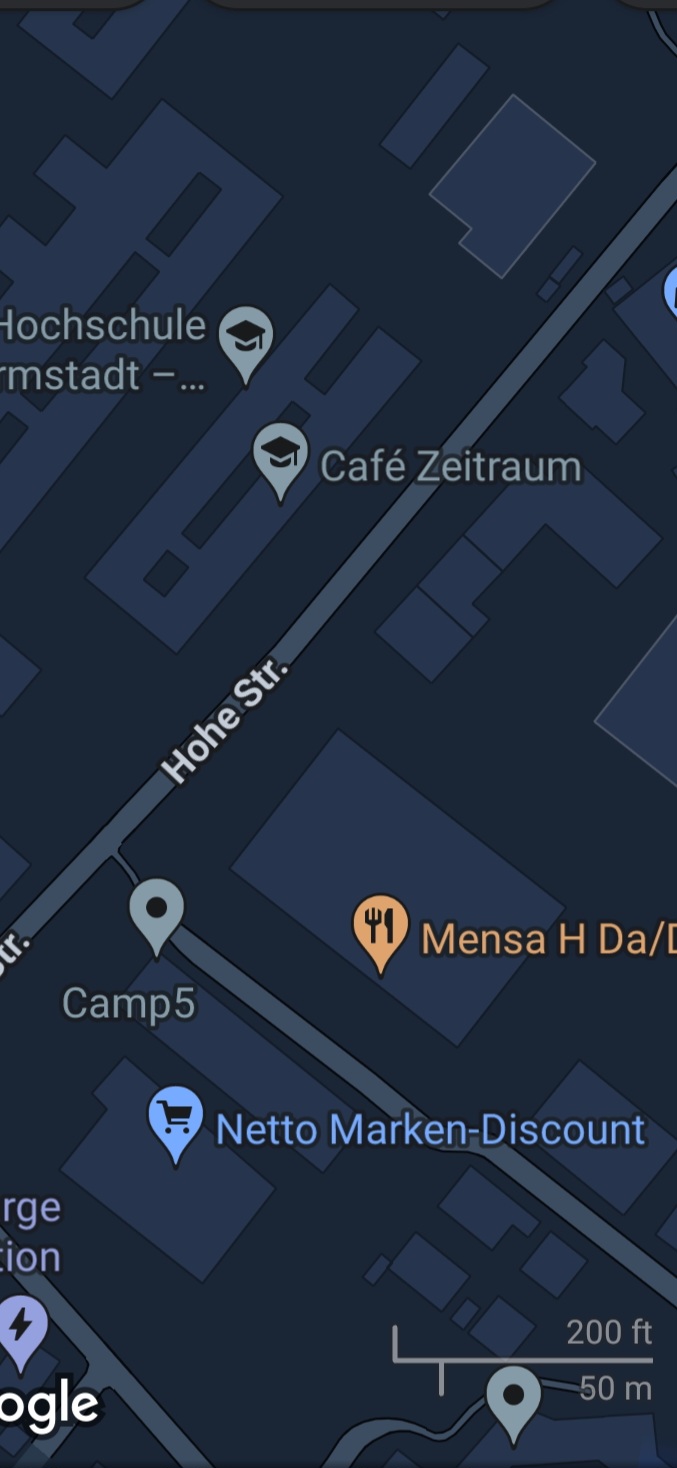 Hochschule
rmstadt –...
Café Zeitraum
Hohe Str.
Str.
Camp5
Mensa H Da/D
Netto Marken-Discount
rge
tion
200 ft
50 m
ogle